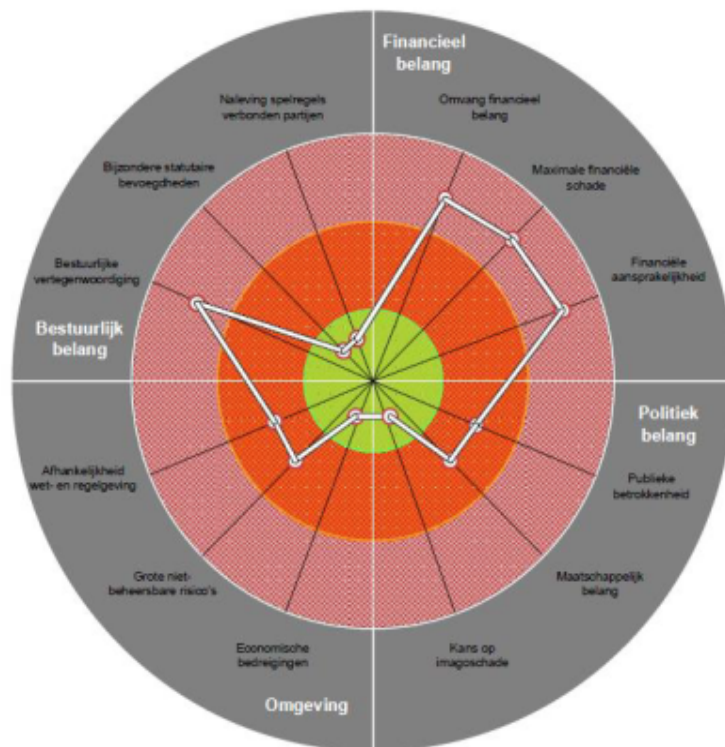 Financieel
belang
Naleving spelregels
verbonden partijen
Omvang financieel
belang
Bijzondere statutaire
bevoegdheden
Maximale financiële
schade
Bestuurlijke
vertegenwoordiging
Financiële
aansprakelijkheid
Bestuurlijk
belang
Politiek
belang
Afhankelijkheid
wet- en regelgeving
Publieke
betrokkenheid
Grote niet-
beheersbare risico's
Maatschappelijk
belang
Economische
bedreigingen
Kans op
imagoschade
Omgeving